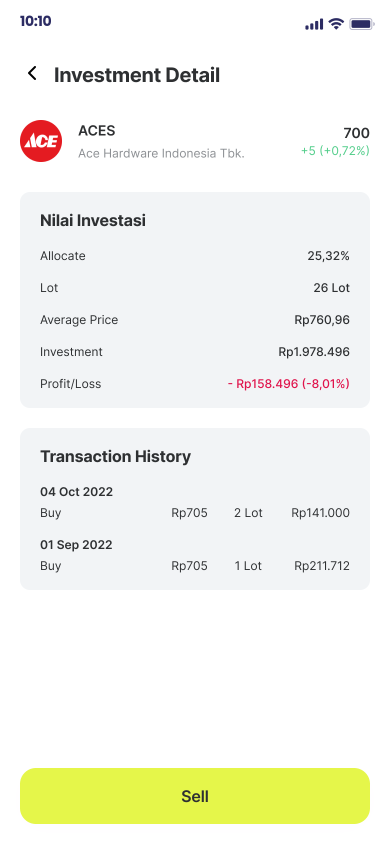 10:10
Investment Detail
ACE
ACES 700
Ace Hardware Indonesia Tbk. +5 (+0,72%)
Nilai Investasi
Allocate 25,32%
Lot 26 Lot
Average Price Rp760,96
Investment Rp1.978.496
Profit/Loss - Rp158.496 (-8,01%)
Transaction History
04 Oct 2022
Buy Rp705 2 Lot Rp141.000
01 Sep 2022
Buy Rp705 1 Lot Rp211.712
Sell